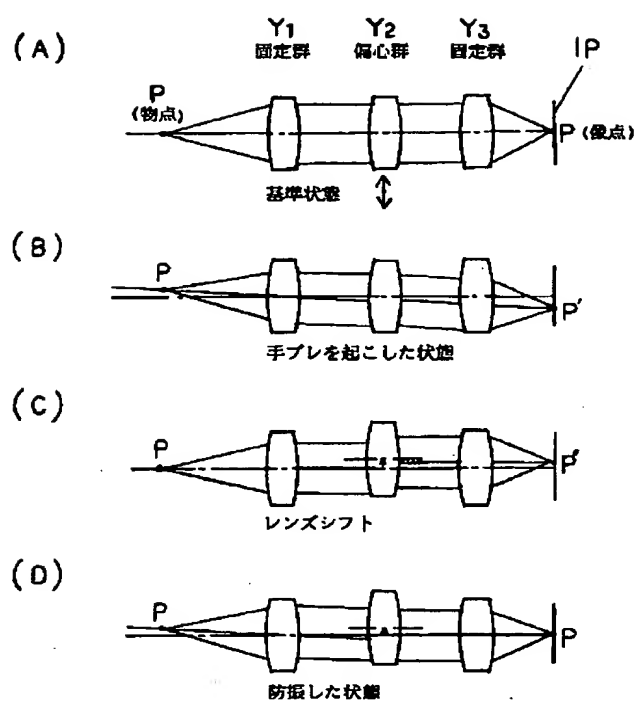 (A)
Y1 Y2 Y3
固定群 偏心群 固定群
IP
P
(物点)
P (像点)
基準状態
(B)
P
P'
手ブレを起こした状態
(C)
P
P'
レンズシフト
(D)
P
P
防振した状態